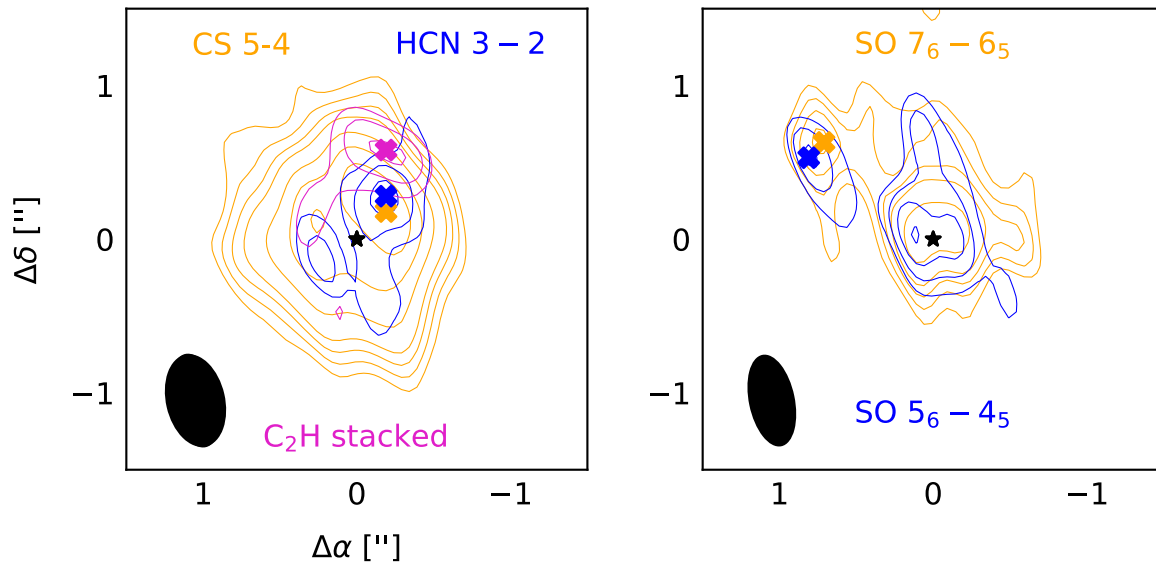 CS 5-4 HCN 3 − 2
C₂H stacked
1
0
−1
Δδ ["]
1 0 −1
Δα ["]
SO 7₆ − 6₅
SO 5₆ − 4₅
1
0
−1
1 0 −1